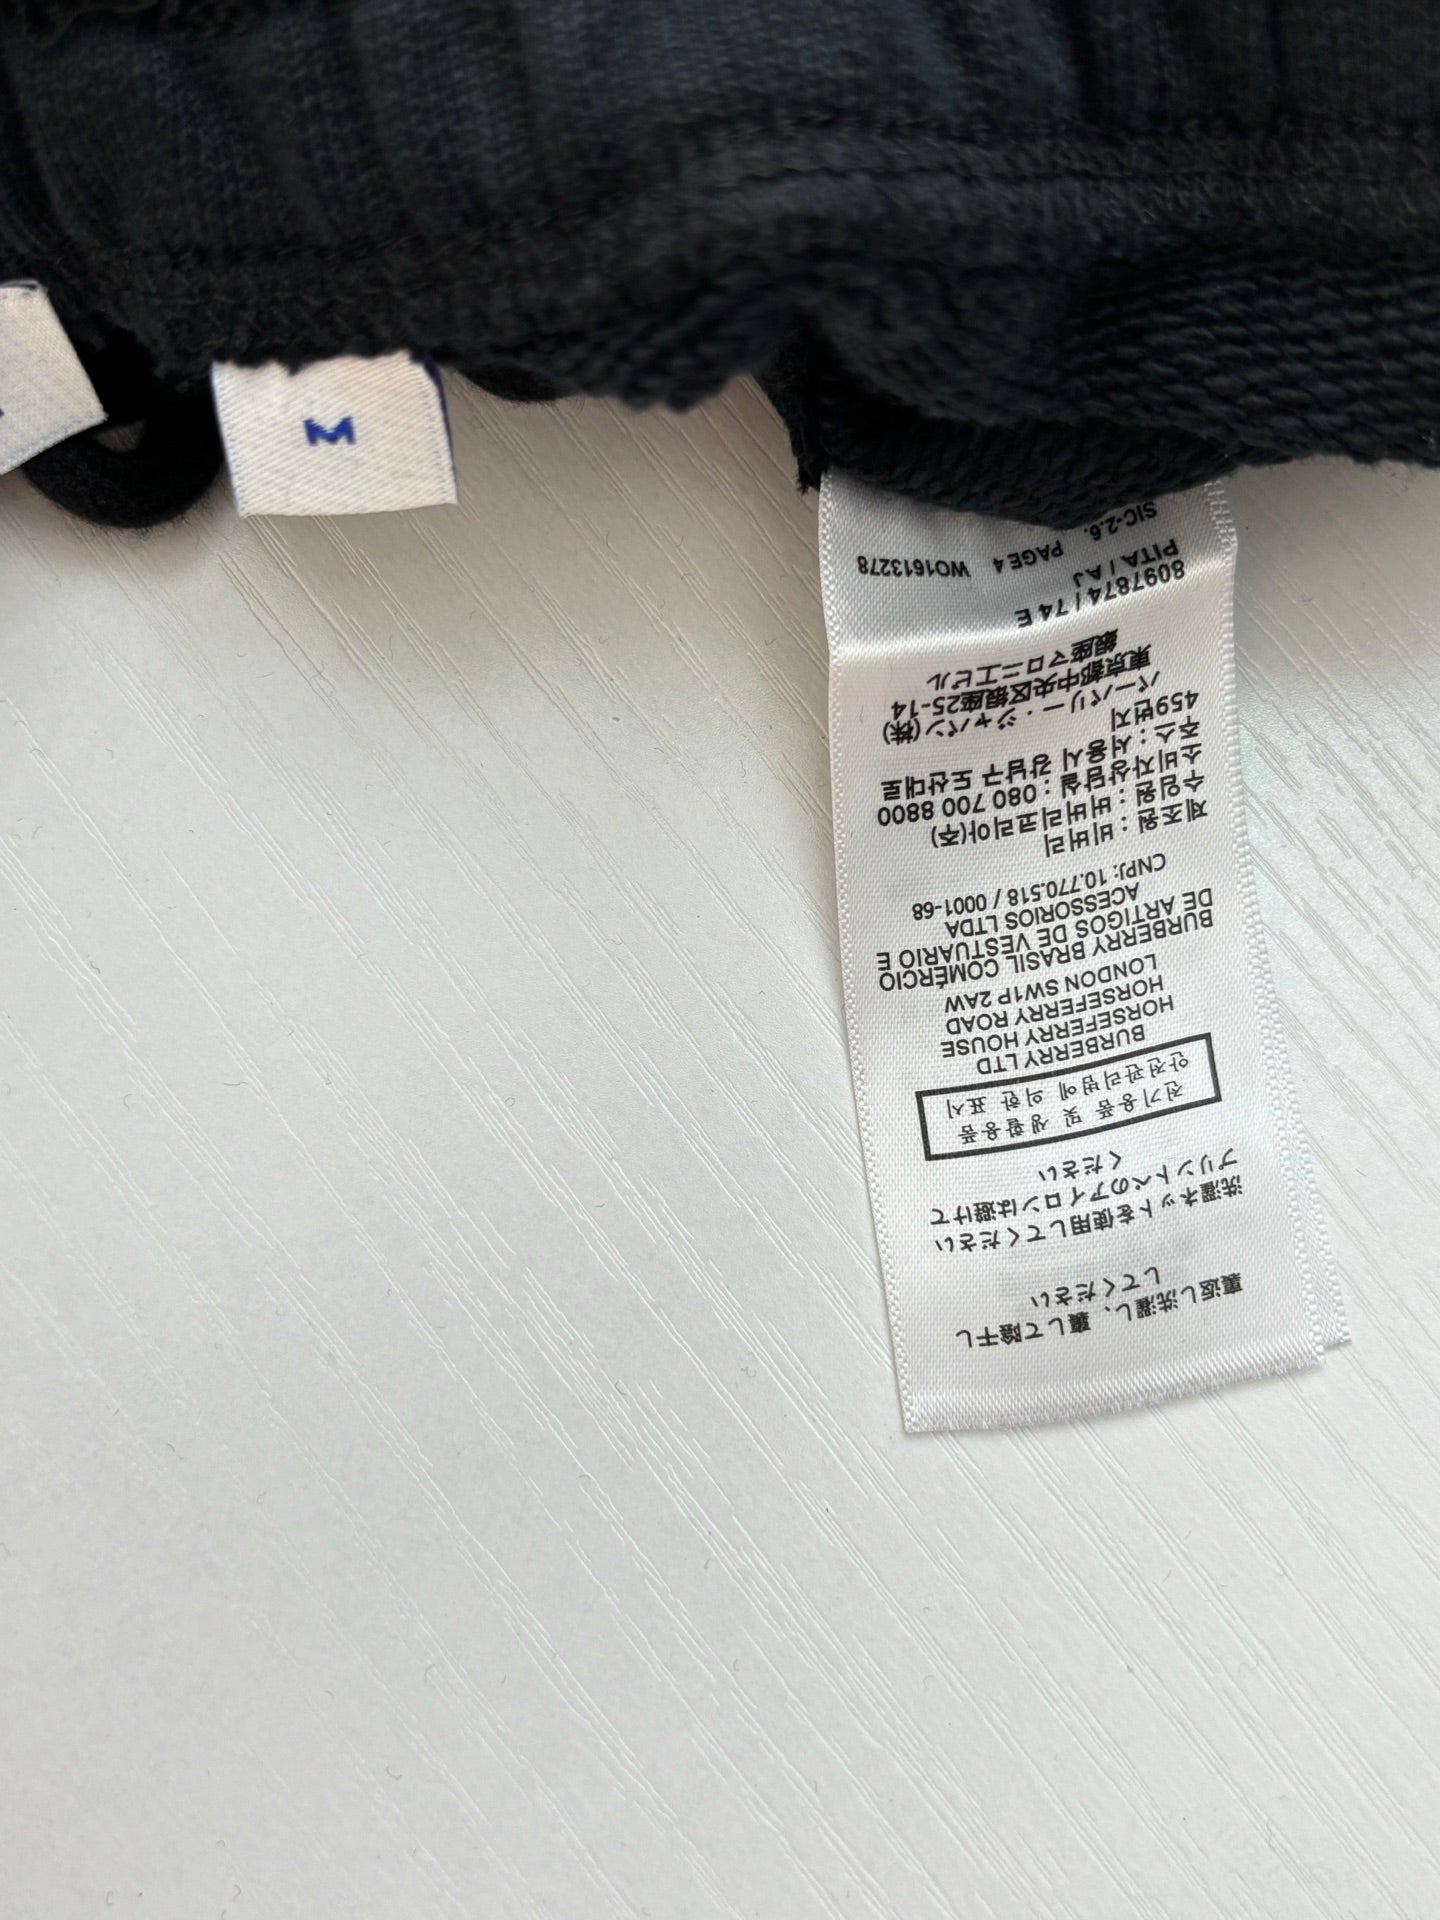 M
裏返し洗濯し、裏して陰干し
してください
洗濯ネットを使用してください
プリントへのアイロンは避けて
ください
전기용품 및 생활용품
안전관리법에 의한 표시
BURBERRY LTD
HORSEFERRY HOUSE
HORSEFERRY ROAD
LONDON SW1P 2AW
BURBERRY BRASIL COMÉRCIO
DE ARTIGOS DE VESTUARIO E
ACESSORIOS LTDA
CNPJ: 10.770.518 / 0001-68
제조원 : 버버리
수입원 : 버버리코리아(주)
소비자상담실 : 080 700 8800
주소 : 서울시 강남구 도산대로
459번지
バーバリー・ジャパン(株)
東京都中央区銀座25-14
銀座マロニエビル
8097874 / 74 E
PITA / AJ
PAGE 4 WO1613278
SIC-2.6.